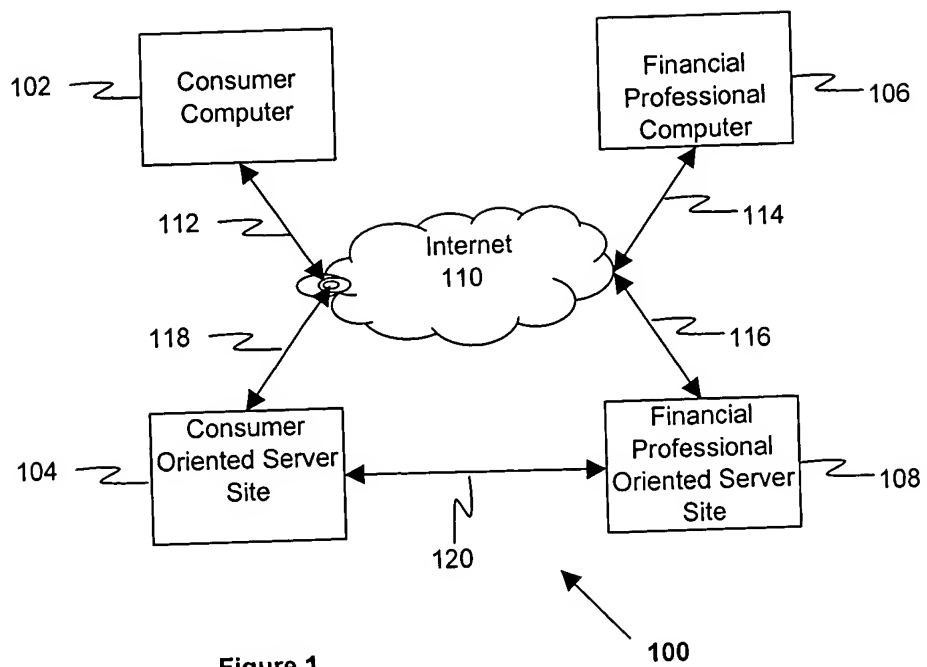 102
Consumer
Computer
Financial
Professional
Computer
106
112
Internet
110
114
118
116
104
Consumer
Oriented Server
Site
Financial
Professional
Oriented Server
Site
108
120
100
Figure 1